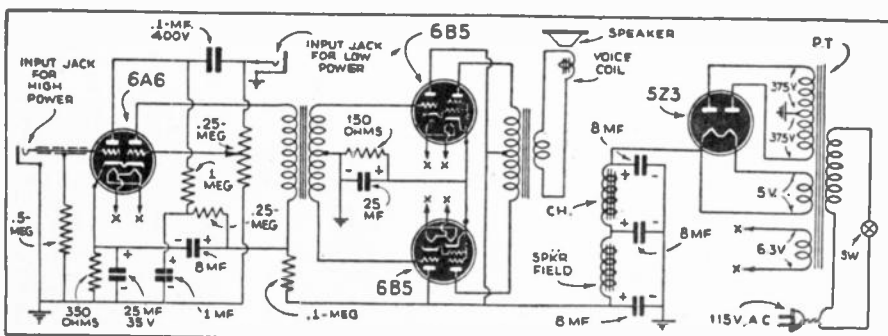 .1-MF.
400V
INPUT JACK
FOR LOW
POWER
6B5
SPEAKER
P.T
INPUT JACK
FOR
HIGH
POWER
6A6
VOICE
COIL
5Z3
375V
375V
.25-
MEG
150
OHMS
8 MF
1
MEG
+
-
25
MF
CH.
5V.
.5-
MEG
x
x
.25-
MEG
8 MF
x
6.3V
x
SW
8 MF
SPKR
FIELD
6B5
350
OHMS
25 MF
35 V
.1 MF
.1-MEG
8 MF
115 V, A C